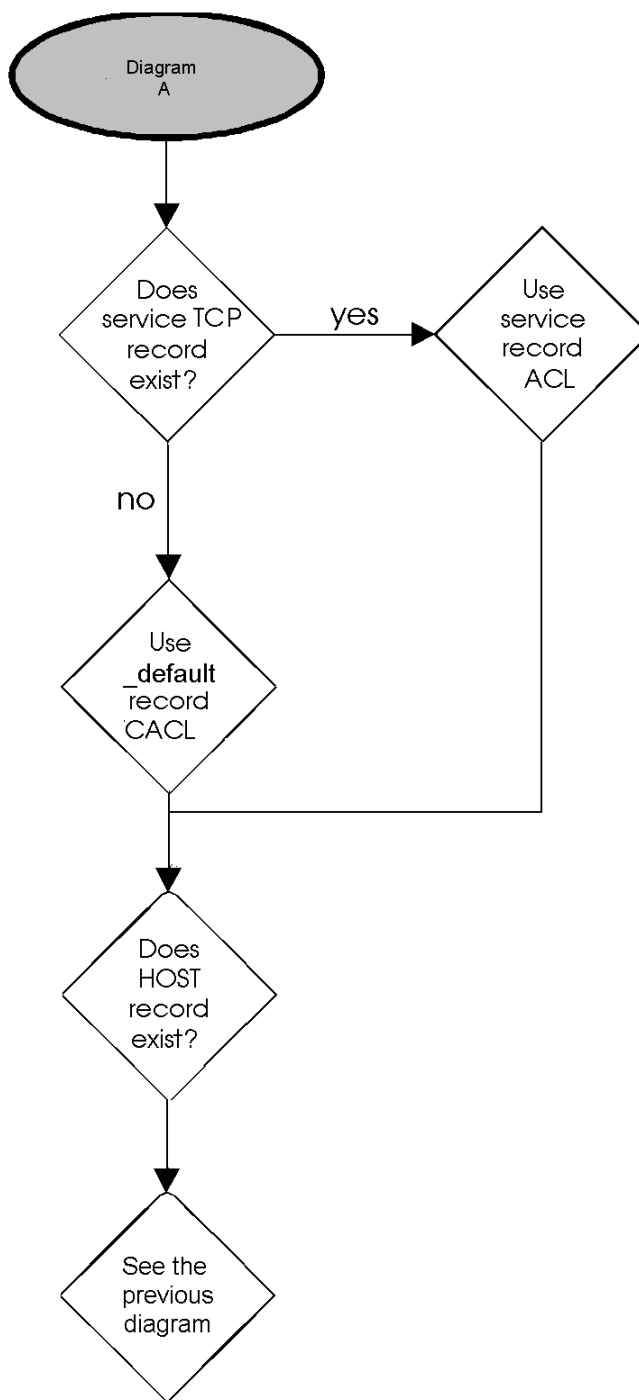 Diagram
A
Does
service TCP
record
exist?
yes
Use
service
record
ACL
no
Use
_default
record
CACL
Does
HOST
record
exist?
See the
previous
diagram